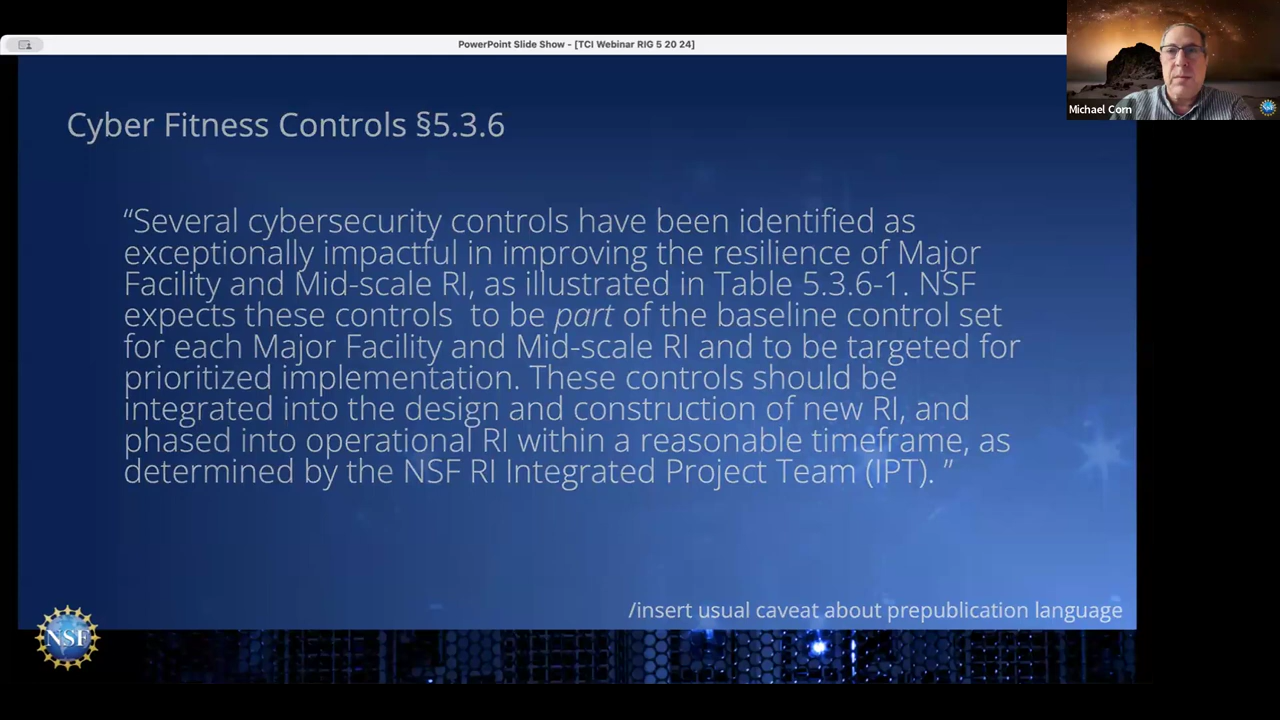 PowerPoint Slide Show - [TCI Webinar RIG 5 20 24]
Michael Corn
Cyber Fitness Controls §5.3.6
“Several cybersecurity controls have been identified as
exceptionally impactful in improving the resilience of Major
Facility and Mid-scale RI, as illustrated in Table 5.3.6-1. NSF
expects these controls  to be part of the baseline control set
for each Major Facility and Mid-scale RI and to be targeted for
prioritized implementation. These controls should be
integrated into the design and construction of new RI, and
phased into operational RI within a reasonable timeframe, as
determined by the NSF RI Integrated Project Team (IPT). ”
/insert usual caveat about prepublication language
NSF